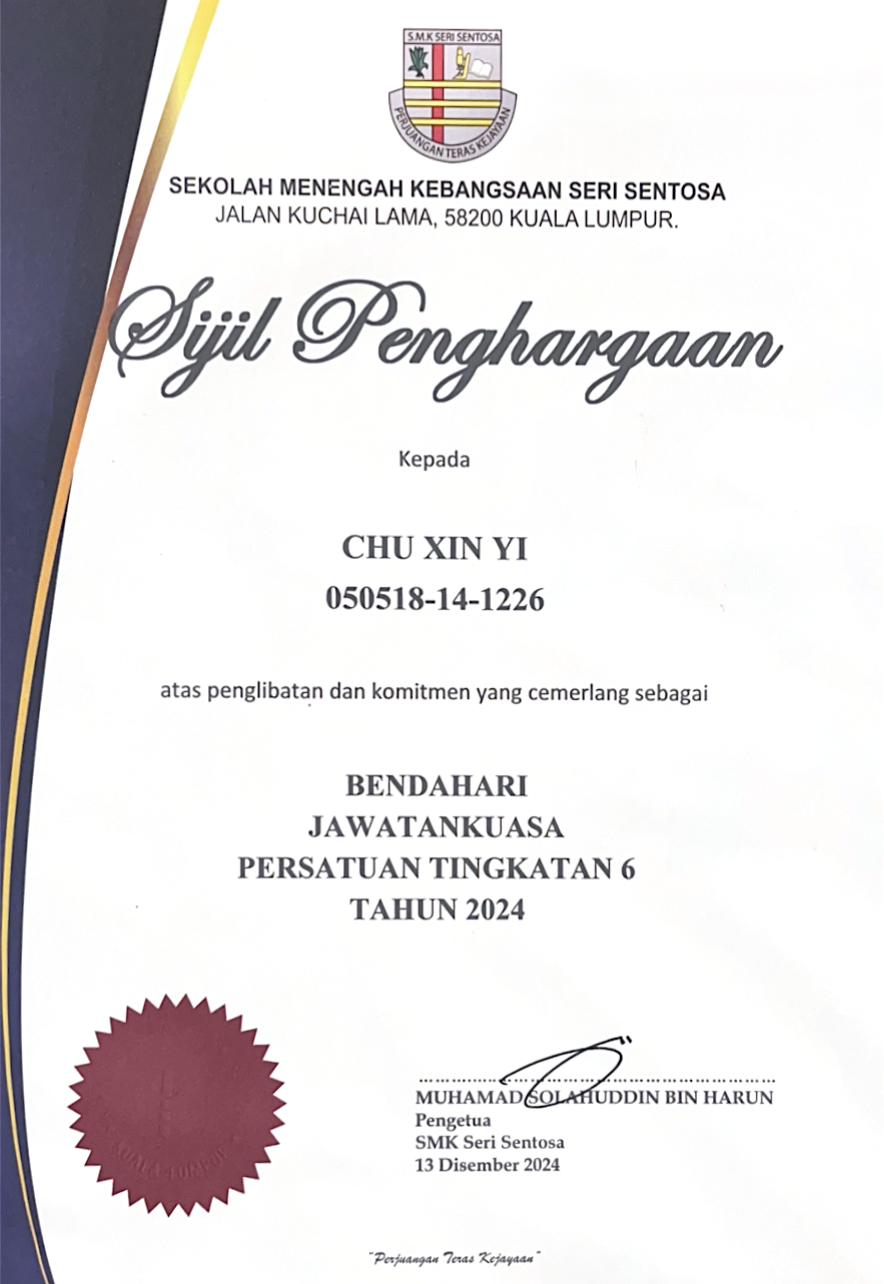 S.M.K SERI SENTOSA
PERJUANGAN TERAS KEJAYAAN
SEKOLAH MENENGAH KEBANGSAAN SERI SENTOSA
JALAN KUCHAI LAMA, 58200 KUALA LUMPUR.
Sijil Penghargaan
Kepada
CHU XIN YI
050518-14-1226
atas penglibatan dan komitmen yang cemerlang sebagai
BENDAHARI
JAWATANKUASA
PERSATUAN TINGKATAN 6
TAHUN 2024
MUHAMAD SOLAHUDDIN BIN HARUN
Pengetua
SMK Seri Sentosa
13 Disember 2024
KUALA LUMPUR
"Perjuangan Teras Kejayaan"